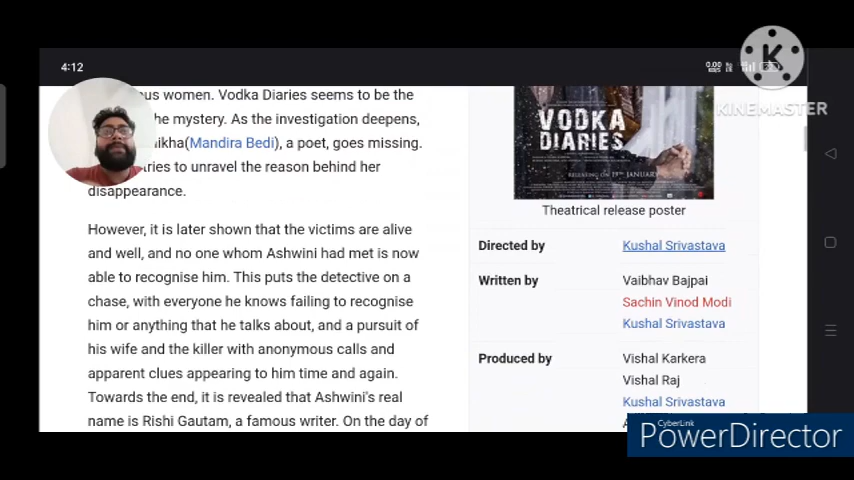 4:12
0.00
KINEMASTER
us women. Vodka Diaries seems to be the
he mystery. As the investigation deepens,
ikha(Mandira Bedi), a poet, goes missing.
ries to unravel the reason behind her
disappearance.
However, it is later shown that the victims are alive
and well, and no one whom Ashwini had met is now
able to recognise him. This puts the detective on a
chase, with everyone he knows failing to recognise
him or anything that he talks about, and a pursuit of
his wife and the killer with anonymous calls and
apparent clues appearing to him time and again.
Towards the end, it is revealed that Ashwini's real
name is Rishi Gautam, a famous writer. On the day of
VODKA
DIARIES
RELEASING ON 19TH JANUARY
Theatrical release poster
Directed by Kushal Srivastava
Written by Vaibhav Bajpai
Sachin Vinod Modi
Kushal Srivastava
Produced by Vishal Karkera
Vishal Raj
Kushal Srivastava
CyberLink
PowerDirector